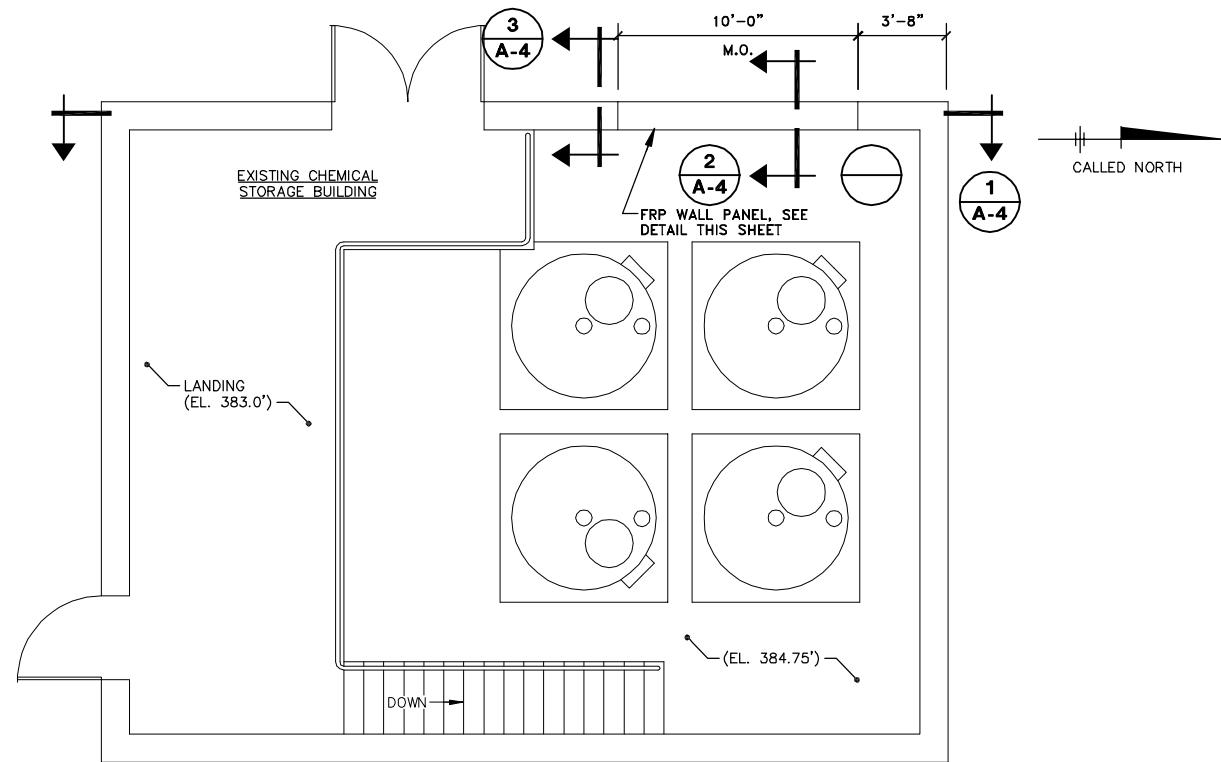 3
A-4
10'-0"
3'-8"
M.O.
EXISTING CHEMICAL
STORAGE BUILDING
2
A-4
FRP WALL PANEL, SEE
DETAIL THIS SHEET
1
A-4
CALLED NORTH
LANDING
(EL. 383.0')
(EL. 384.75')
DOWN